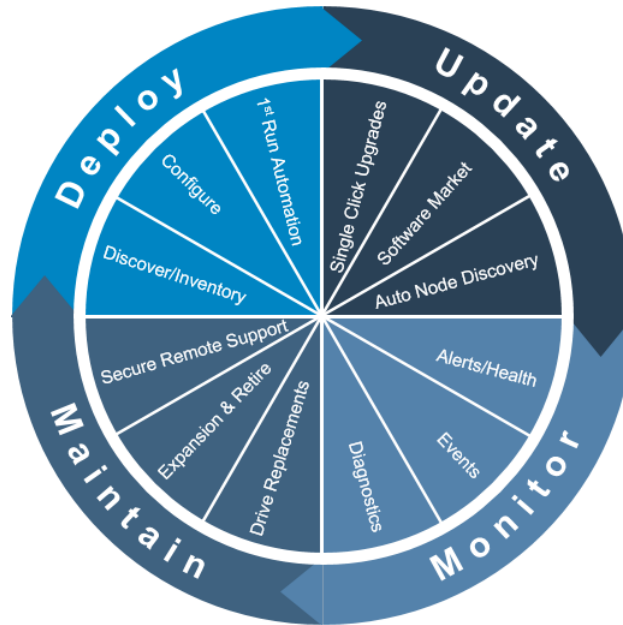 Deploy
Discover/Inventory
Configure
1st Run Automation
Update
Single Click Upgrades
Software Market
Auto Node Discovery
Monitor
Alerts/Health
Events
Diagnostics
Maintain
Drive Replacements
Expansion & Retire
Secure Remote Support